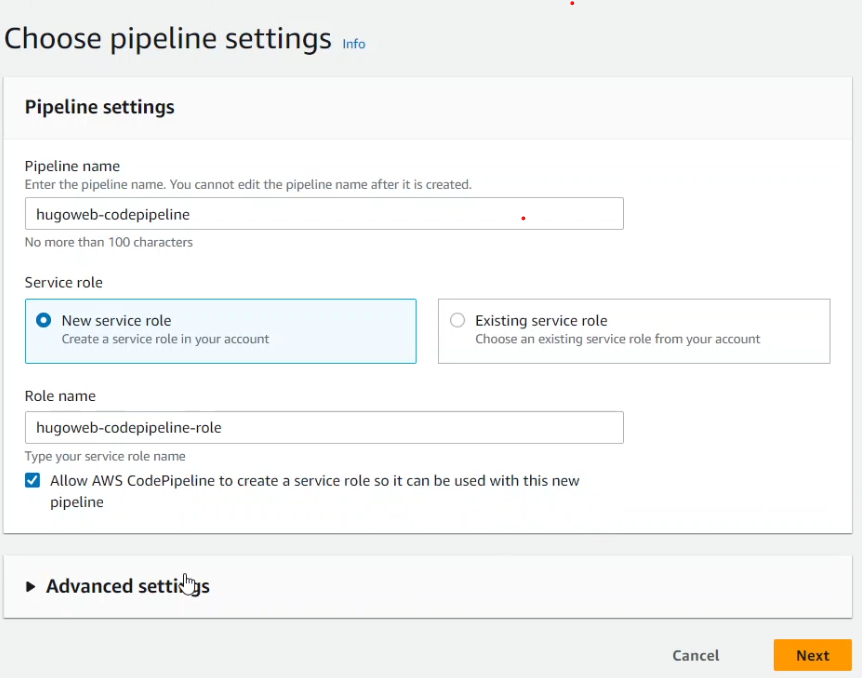 Choose pipeline settings Info
Pipeline settings
Pipeline name
Enter the pipeline name. You cannot edit the pipeline name after it is created.
hugoweb-codepipeline
No more than 100 characters
Service role
New service role
Create a service role in your account
Existing service role
Choose an existing service role from your account
Role name
hugoweb-codepipeline-role
Type your service role name
Allow AWS CodePipeline to create a service role so it can be used with this new
pipeline
Advanced settings
Cancel
Next